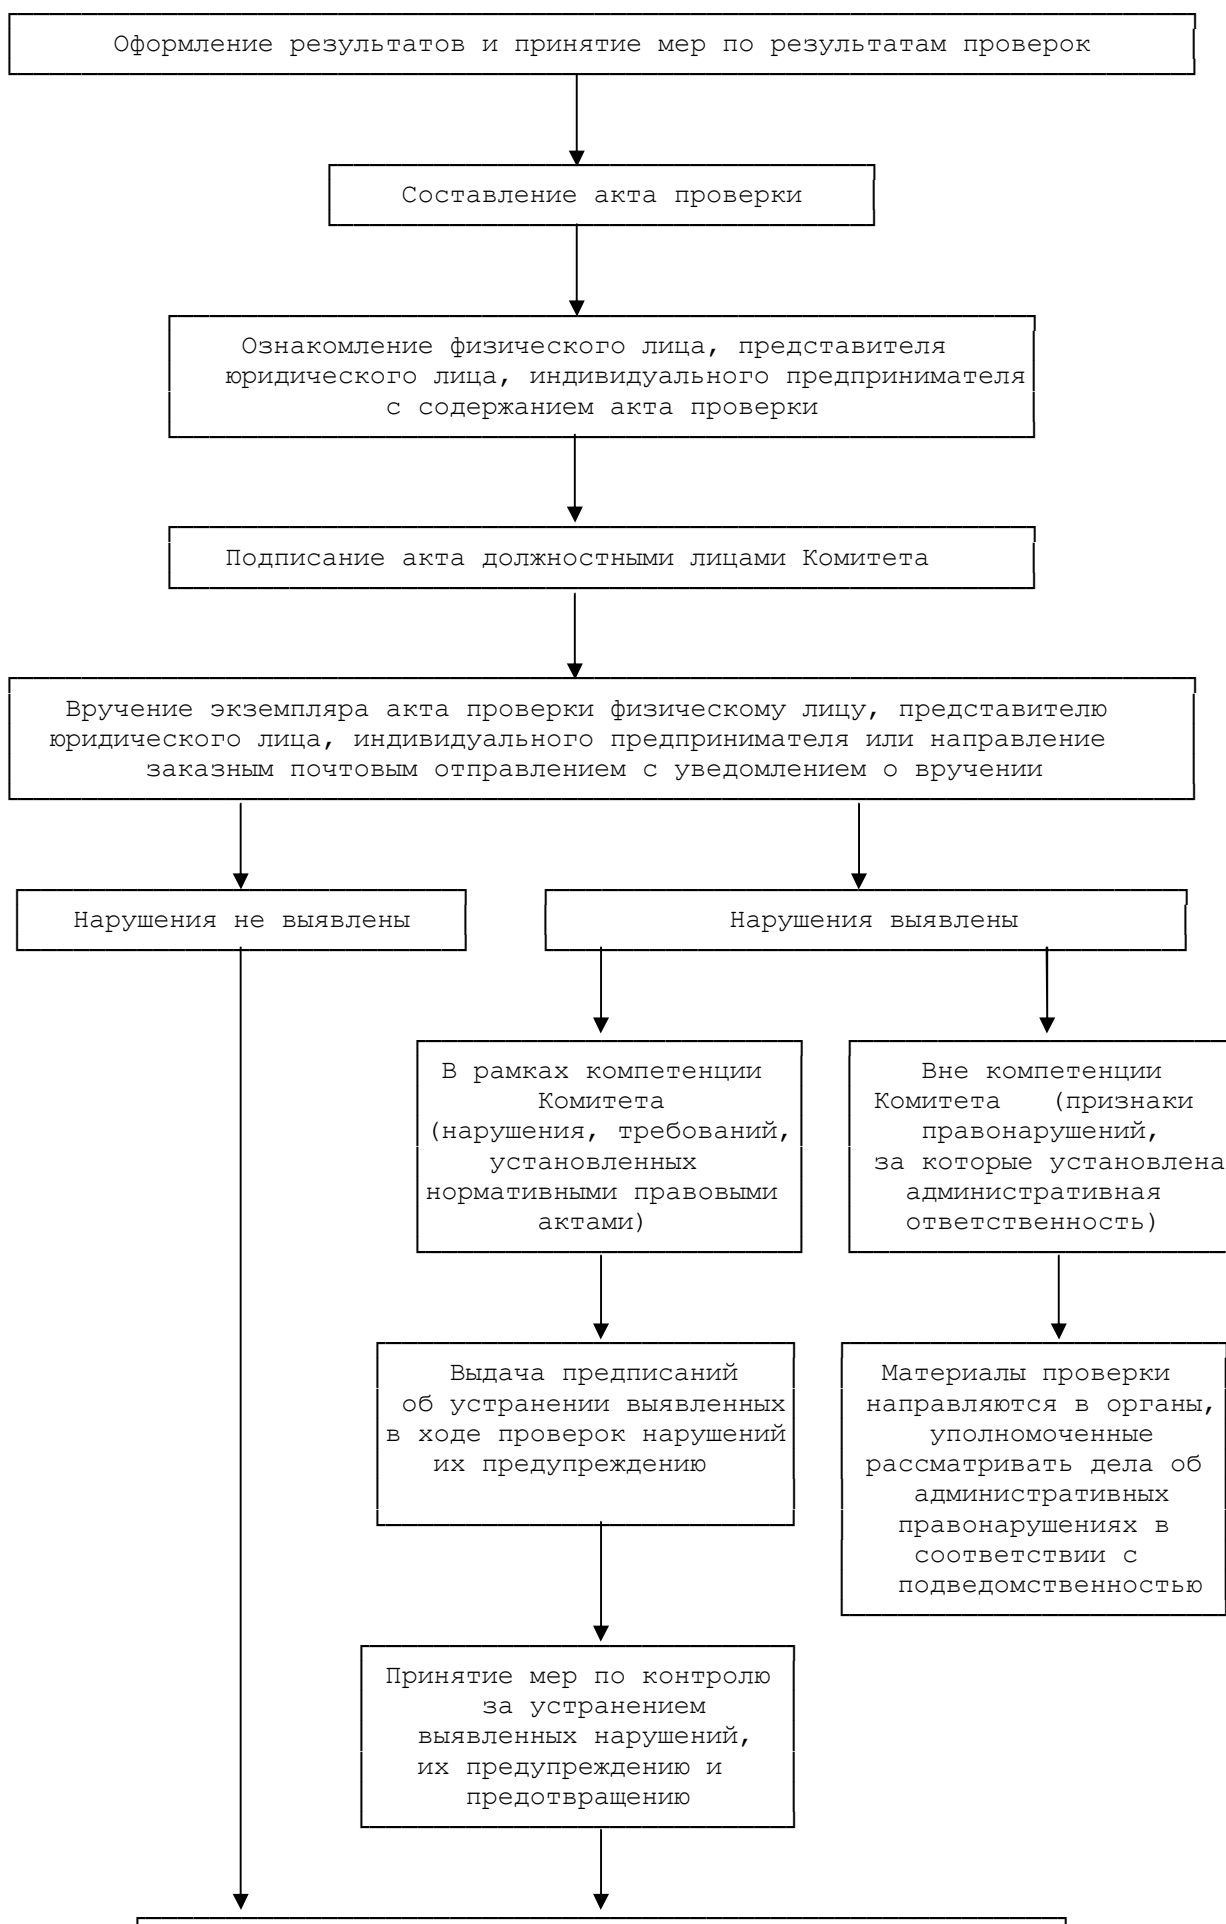 Оформление результатов и принятие мер по результатам проверок
Составление акта проверки
Ознакомление физического лица, представителя
юридического лица, индивидуального предпринимателя
с содержанием акта проверки
Подписание акта должностными лицами Комитета
Вручение экземпляра акта проверки физическому лицу, представителю
юридического лица, индивидуального предпринимателя или направление
заказным почтовым отправлением с уведомлением о вручении
Нарушения не выявлены
Нарушения выявлены
В рамках компетенции
Комитета
(нарушения, требований,
установленных
нормативными правовыми
актами)
Вне компетенции
Комитета (признаки
правонарушений,
за которые установлена
административная
ответственность)
Выдача предписаний
об устранении выявленных
в ходе проверок нарушений
их предупреждению
Материалы проверки
направляются в органы,
уполномоченные
рассматривать дела об
административных
правонарушениях в
соответствии с
подведомственностью
Принятие мер по контролю
за устранением
выявленных нарушений,
их предупреждению и
предотвращению